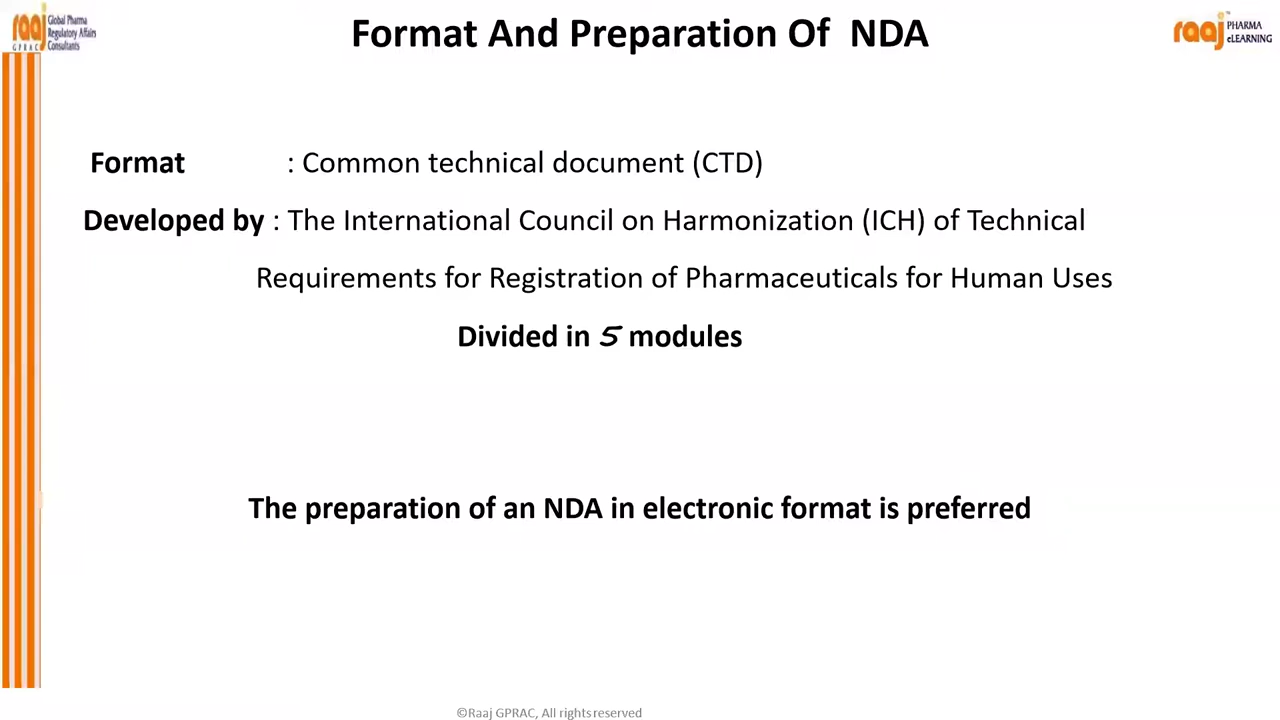 raaj Global Pharma
Regulatory Affairs
GPRAC Consultants
Format And Preparation Of NDA
raaj™ PHARMA
eLEARNING
Format : Common technical document (CTD)
Developed by : The International Council on Harmonization (ICH) of Technical
Requirements for Registration of Pharmaceuticals for Human Uses
Divided in 5 modules
The preparation of an NDA in electronic format is preferred
©Raaj GPRAC, All rights reserved